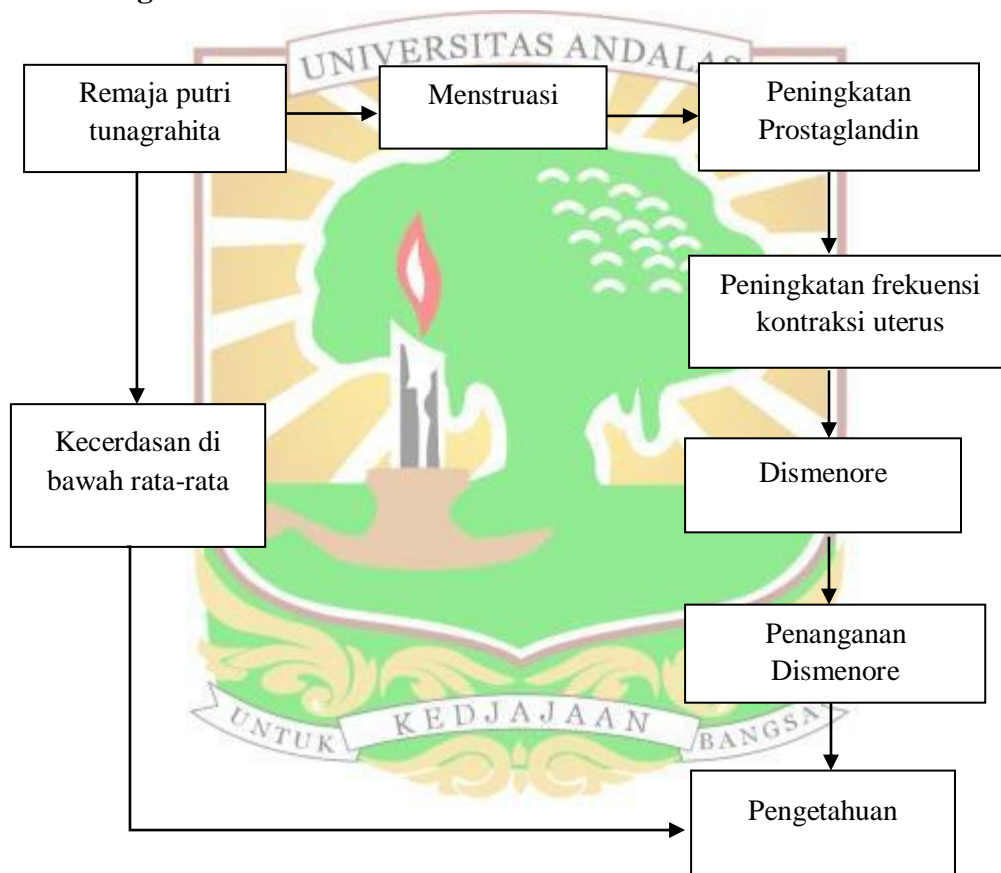 UNIVERSITAS ANDALAS
Remaja putri
tunagrahita
Menstruasi
Peningkatan
Prostaglandin
Peningkatan frekuensi
kontraksi uterus
Kecerdasan di
bawah rata-rata
Dismenore
Penanganan
Dismenore
UNTUK KEDJAJAAN BANGSA
Pengetahuan